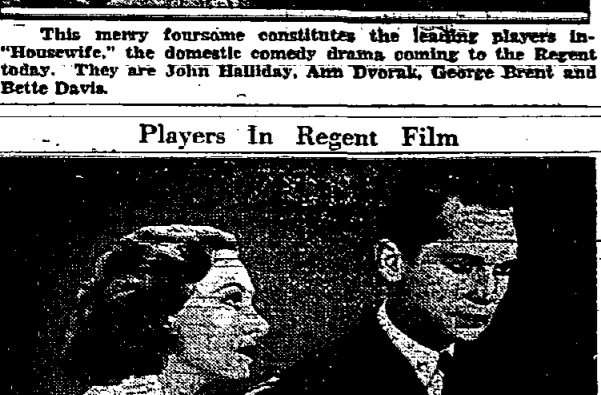 This merry foursome constitutes the leading players in
"Housewife," the domestic comedy drama coming to the Regent
today. They are John Halliday, Ann Dvorak, George Brent and
Bette Davis.
Players In Regent Film